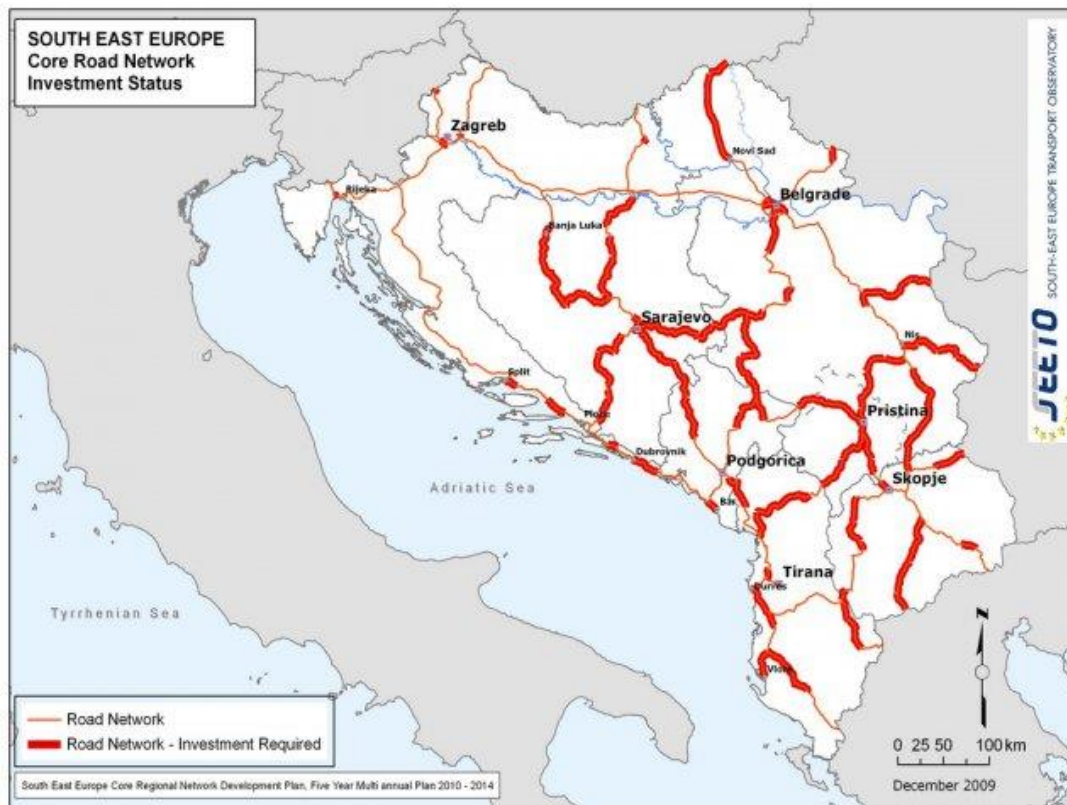 SOUTH EAST EUROPE
Core Road Network
Investment Status
SOUTH-EAST EUROPE TRANSPORT OBSERVATORY
SEETO
Zagreb
Rijeka
Novi Sad
Belgrade
Banja Luka
Sarajevo
Nis
Split
Ploce
Pristina
Dubrovnik
Podgorica
Skopje
Bar
Adriatic Sea
Tirana
Durres
Tyrrhenian Sea
Vlora
N
Road Network
Road Network - Investment Required
0 25 50 100 km
December 2009
South East Europe Core Regional Network Development Plan, Five Year Multi annual Plan 2010 - 2014